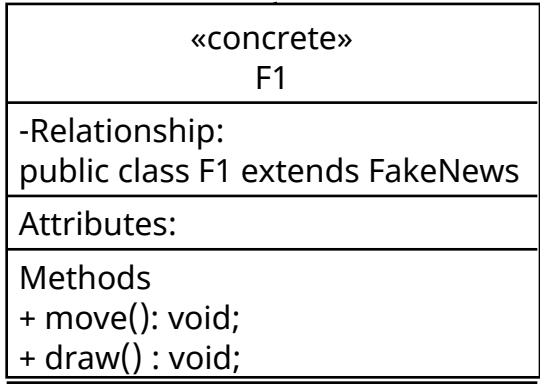 «concrete»
F1
-Relationship:
public class F1 extends FakeNews
Attributes:
Methods
+ move(): void;
+ draw() : void;